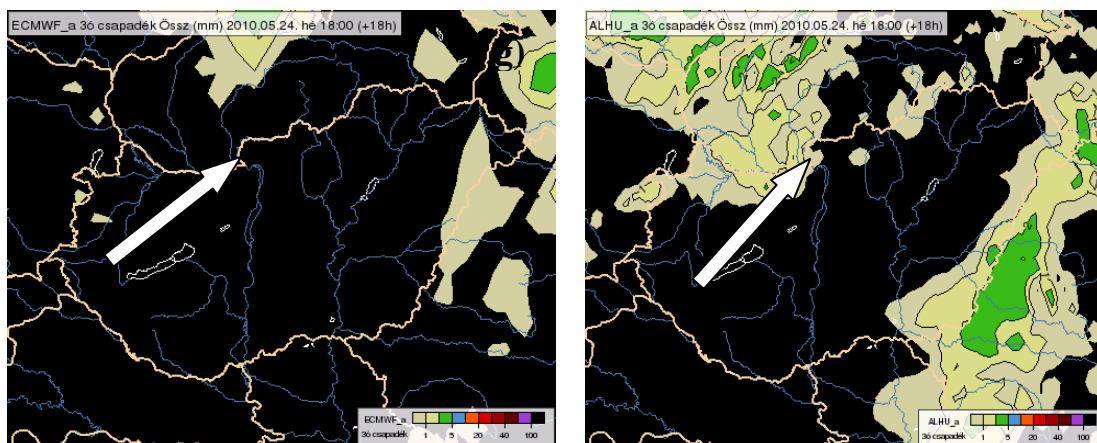 ECMWF_a 3ó csapadék Össz (mm) 2010.05.24. hé 18:00 (+18h)
g)
ECMWF_a
3ó csapadék 1 5 20 40 100
ALHU_a 3ó csapadék Össz (mm) 2010.05.24. hé 18:00 (+18h)
ALHU_a
3ó csapadék 1 5 20 40 100